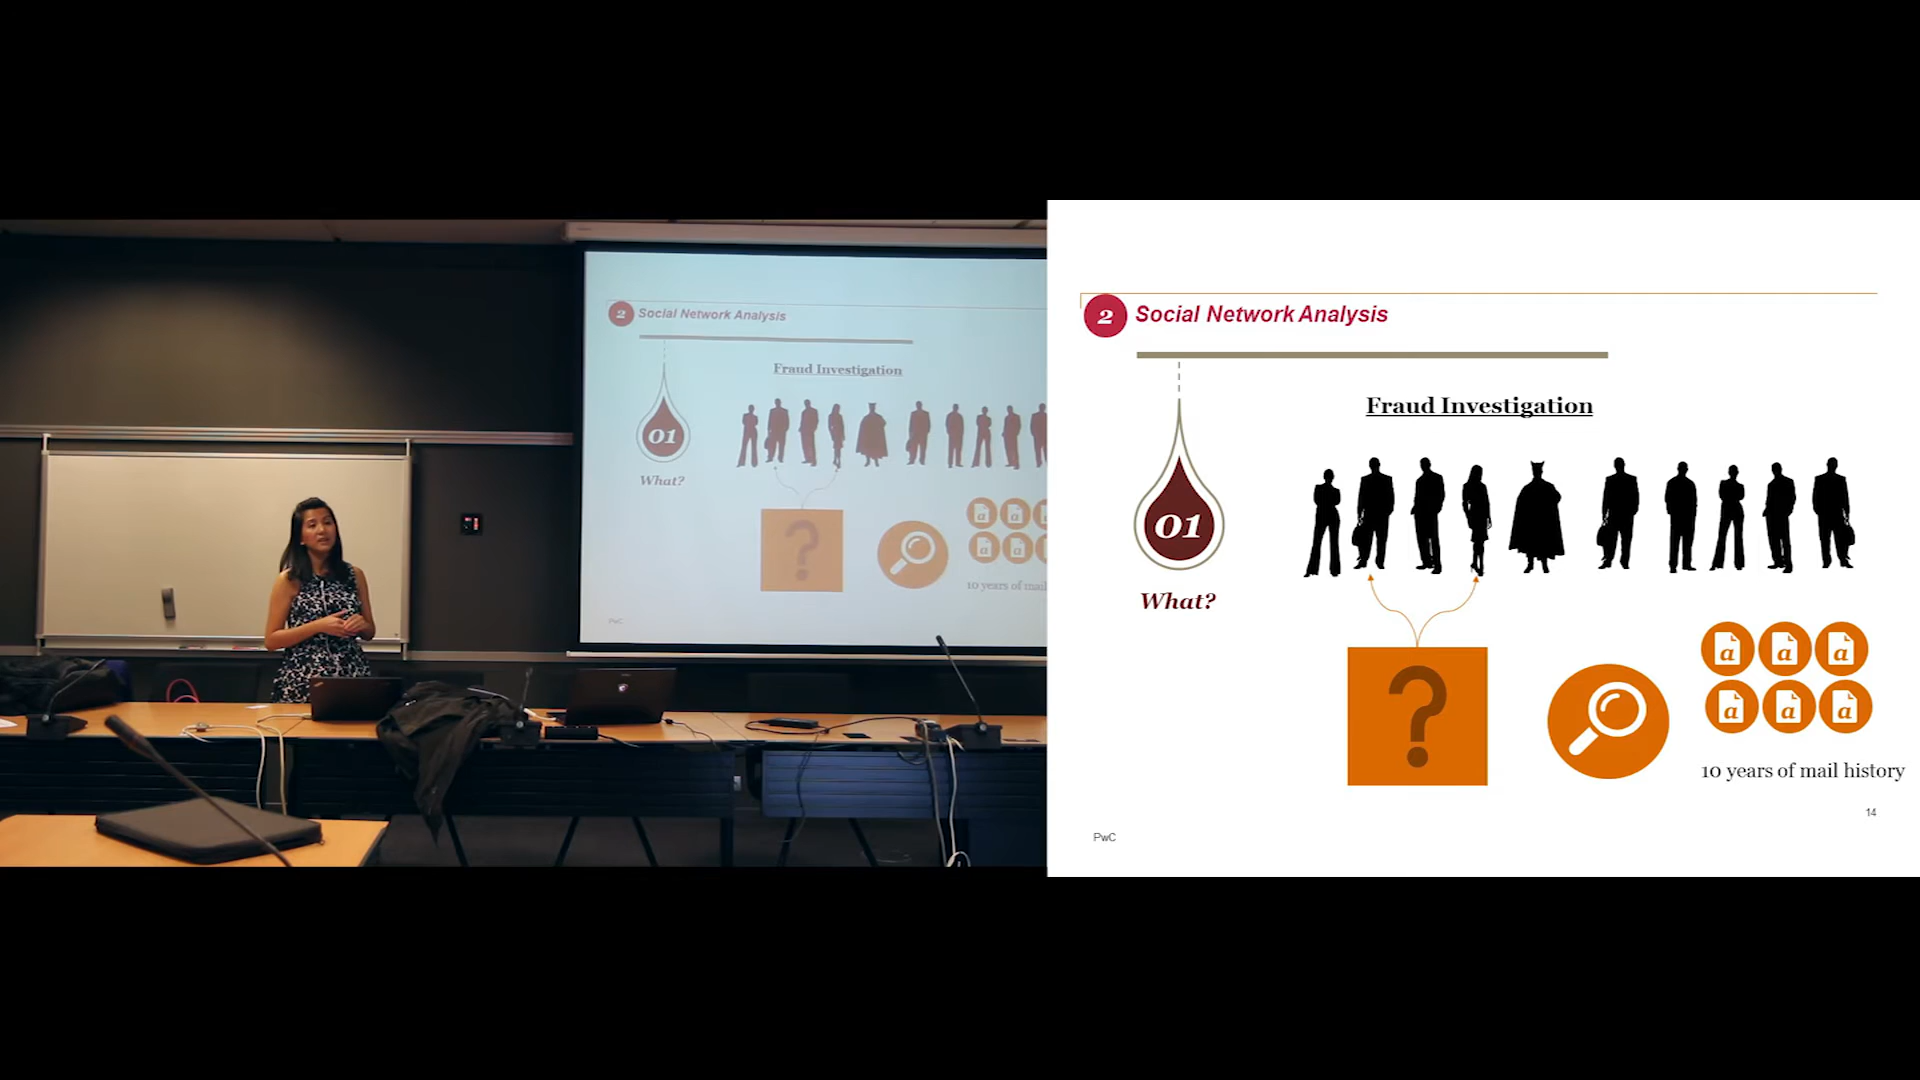 2 Social Network Analysis
Fraud Investigation
01
What?
10 years of mail
PwC
2 Social Network Analysis
Fraud Investigation
01
What?
?
a a a
a a a
10 years of mail history
14
PwC